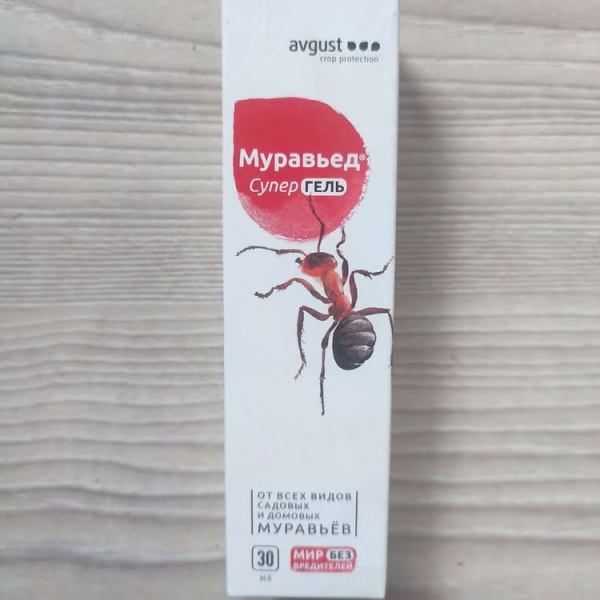 avgust
crop protection
Муравьед®
Супер ГЕЛЬ
ОТ ВСЕХ ВИДОВ
САДОВЫХ
И ДОМОВЫХ
МУРАВЬЁВ
30
МЛ
МИР БЕЗ
ВРЕДИТЕЛЕЙ